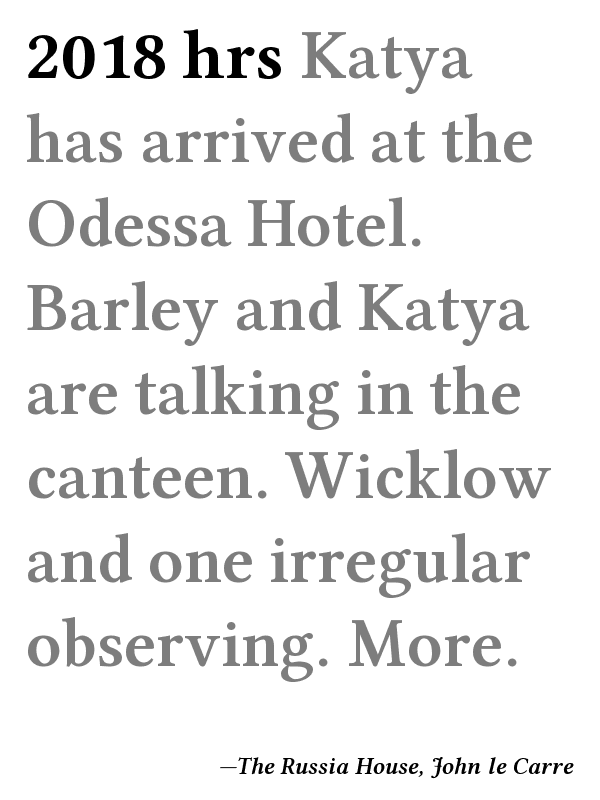 2018 hrs Katya
has arrived at the
Odessa Hotel.
Barley and Katya
are talking in the
canteen. Wicklow
and one irregular
observing. More.
—The Russia House, John le Carre